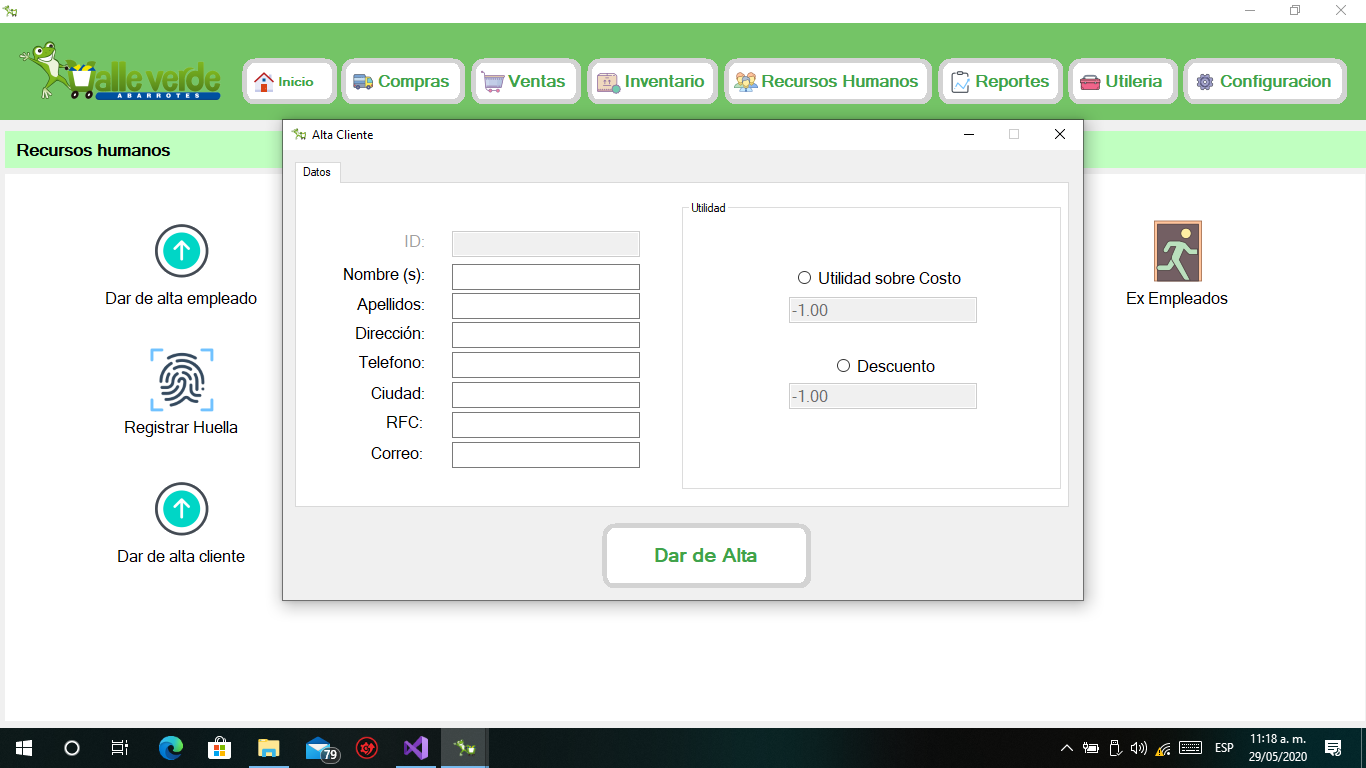 Valle verde
ABARROTES
Inicio
Compras
Ventas
Inventario
Recursos Humanos
Reportes
Utileria
Configuracion
Recursos humanos
Dar de alta empleado
Registrar Huella
Dar de alta cliente
Alta Cliente
Datos
ID:
Nombre (s):
Apellidos:
Dirección:
Telefono:
Ciudad:
RFC:
Correo:
Utilidad
Utilidad sobre Costo
-1.00
Descuento
-1.00
Dar de Alta
Ex Empleados
79
ESP
11:18 a. m.
29/05/2020